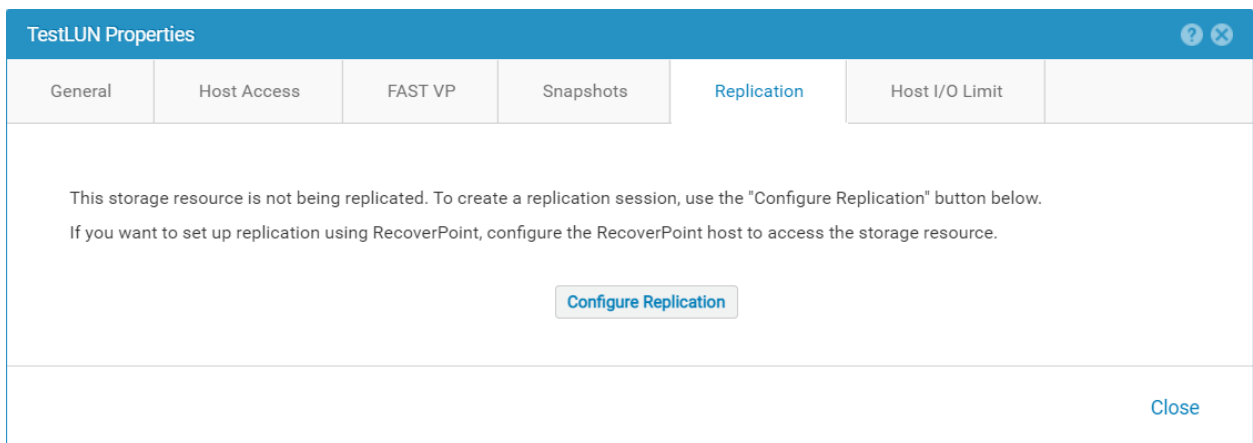 TestLUN Properties
General Host Access FAST VP Snapshots Replication Host I/O Limit
This storage resource is not being replicated. To create a replication session, use the "Configure Replication" button below.
If you want to set up replication using RecoverPoint, configure the RecoverPoint host to access the storage resource.
Configure Replication
Close